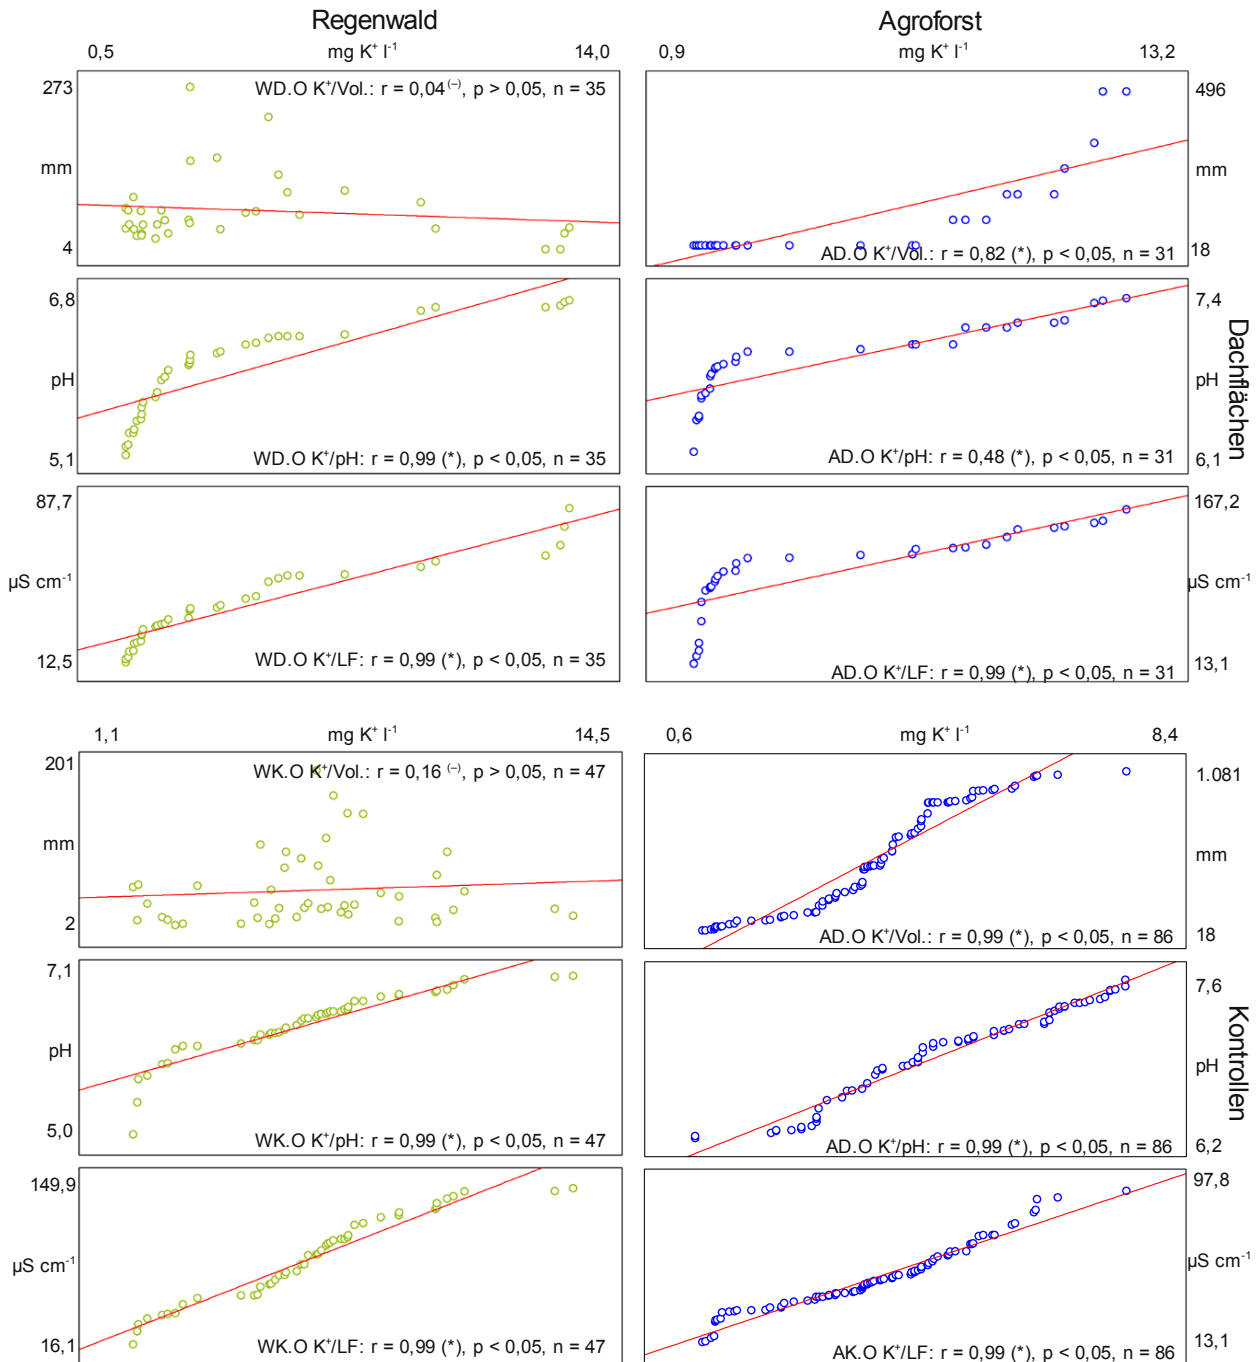 Regenwald
Agroforst
0,5 mg K⁺ l⁻¹ 14,0
0,9 mg K⁺ l⁻¹ 13,2
273
mm
4
WD.O K⁺/Vol.: r = 0,04 ⁽⁻⁾, p > 0,05, n = 35
496
mm
18
AD.O K⁺/Vol.: r = 0,82 (*), p < 0,05, n = 31
6,8
pH
5,1
WD.O K⁺/pH: r = 0,99 (*), p < 0,05, n = 35
7,4
pH
6,1
AD.O K⁺/pH: r = 0,48 (*), p < 0,05, n = 31
Dachflächen
87,7
µS cm⁻¹
12,5
WD.O K⁺/LF: r = 0,99 (*), p < 0,05, n = 35
167,2
µS cm⁻¹
13,1
AD.O K⁺/LF: r = 0,99 (*), p < 0,05, n = 31
1,1 mg K⁺ l⁻¹ 14,5
0,6 mg K⁺ l⁻¹ 8,4
201
mm
2
WK.O K⁺/Vol.: r = 0,16 ⁽⁻⁾, p > 0,05, n = 47
1.081
mm
18
AD.O K⁺/Vol.: r = 0,99 (*), p < 0,05, n = 86
7,1
pH
5,0
WK.O K⁺/pH: r = 0,99 (*), p < 0,05, n = 47
7,6
pH
6,2
AD.O K⁺/pH: r = 0,99 (*), p < 0,05, n = 86
Kontrollen
149,9
µS cm⁻¹
16,1
WK.O K⁺/LF: r = 0,99 (*), p < 0,05, n = 47
97,8
µS cm⁻¹
13,1
AK.O K⁺/LF: r = 0,99 (*), p < 0,05, n = 86